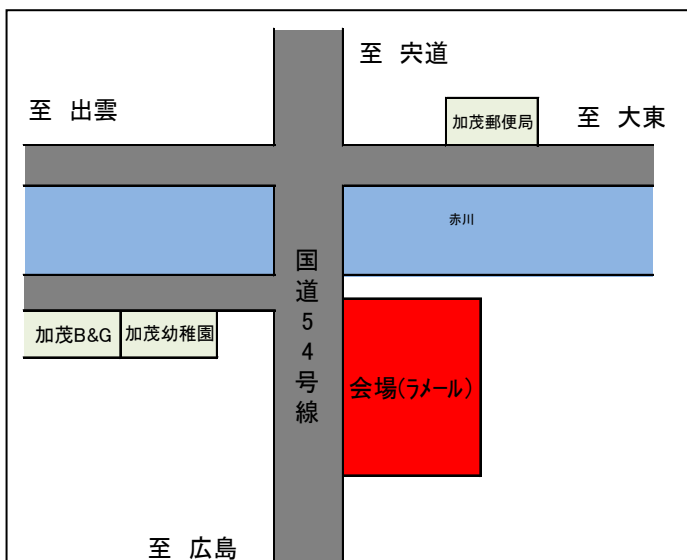 至 宍道
至 出雲
加茂郵便局
至 大東
赤川
国道54号線
加茂B&G
加茂幼稚園
会場(ﾗﾒｰﾙ)
至 広島